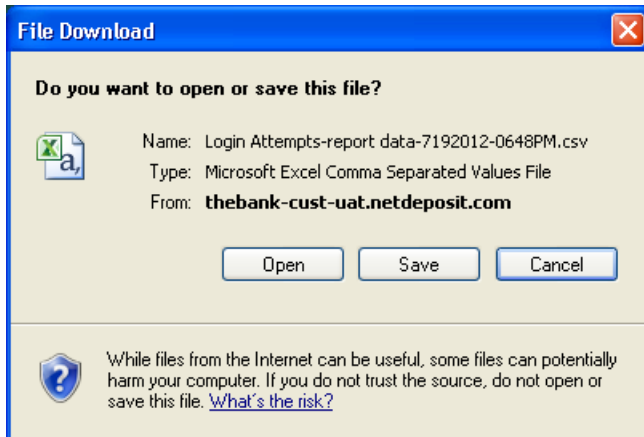 File Download
Do you want to open or save this file?
Name: Login Attempts-report data-7192012-0648PM.csv
Type: Microsoft Excel Comma Separated Values File
From: thebank-cust-uat.netdeposit.com
Open Save Cancel
While files from the Internet can be useful, some files can potentially
harm your computer. If you do not trust the source, do not open or
save this file. What's the risk?